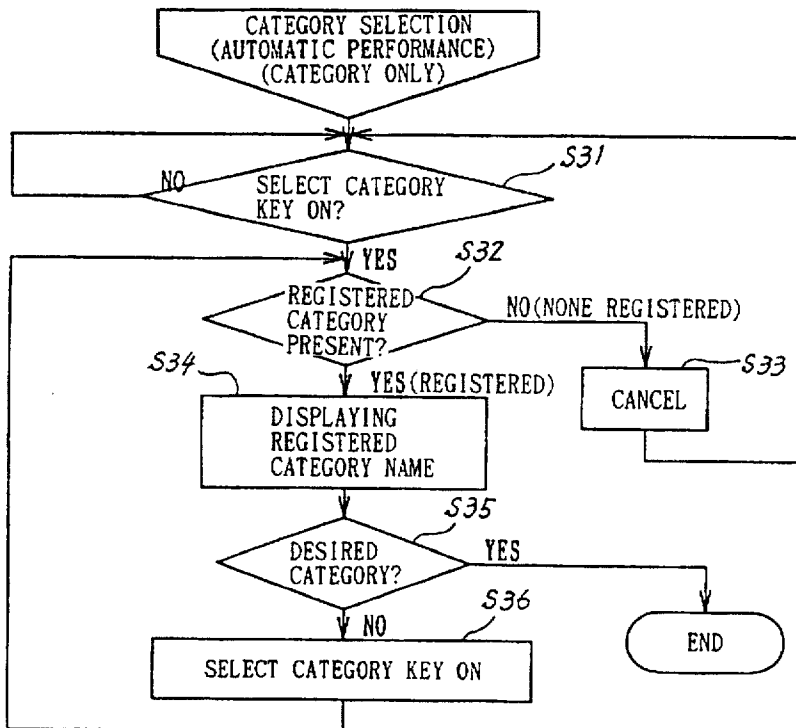 CATEGORY SELECTION
(AUTOMATIC PERFORMANCE)
(CATEGORY ONLY)
S31
NO
SELECT CATEGORY
KEY ON?
YES
S32
REGISTERED
CATEGORY
PRESENT?
NO(NONE REGISTERED)
S33
CANCEL
S34
YES(REGISTERED)
DISPLAYING
REGISTERED
CATEGORY NAME
S35
DESIRED
CATEGORY?
YES
END
NO
S36
SELECT CATEGORY KEY ON